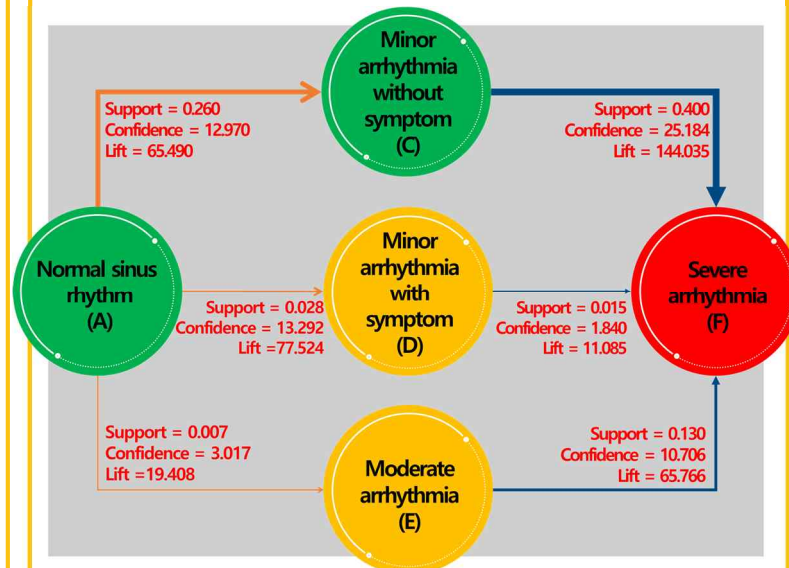 Minor
arrhythmia
without
symptom
(C)
Support = 0.260
Confidence = 12.970
Lift = 65.490
Support = 0.400
Confidence = 25.184
Lift = 144.035
Normal sinus
rhythm
(A)
Minor
arrhythmia
with
symptom
(D)
Severe
arrhythmia
(F)
Support = 0.028
Confidence = 13.292
Lift =77.524
Support = 0.015
Confidence = 1.840
Lift = 11.085
Support = 0.007
Confidence = 3.017
Lift =19.408
Moderate
arrhythmia
(E)
Support = 0.130
Confidence = 10.706
Lift = 65.766